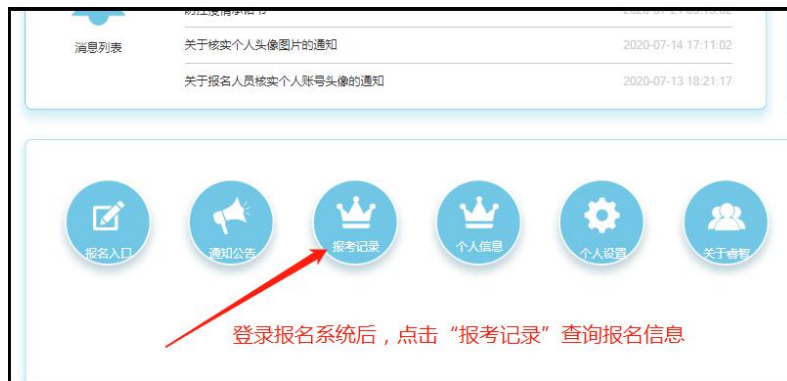 消息列表
关于核实个人头像图片的通知 2020-07-14 17:11:02
关于报名人员核实个人账号头像的通知 2020-07-13 18:21:17
报名入口 通知公告 报考记录 个人信息 个人设置 关于睿智
登录报名系统后，点击“报考记录”查询报名信息